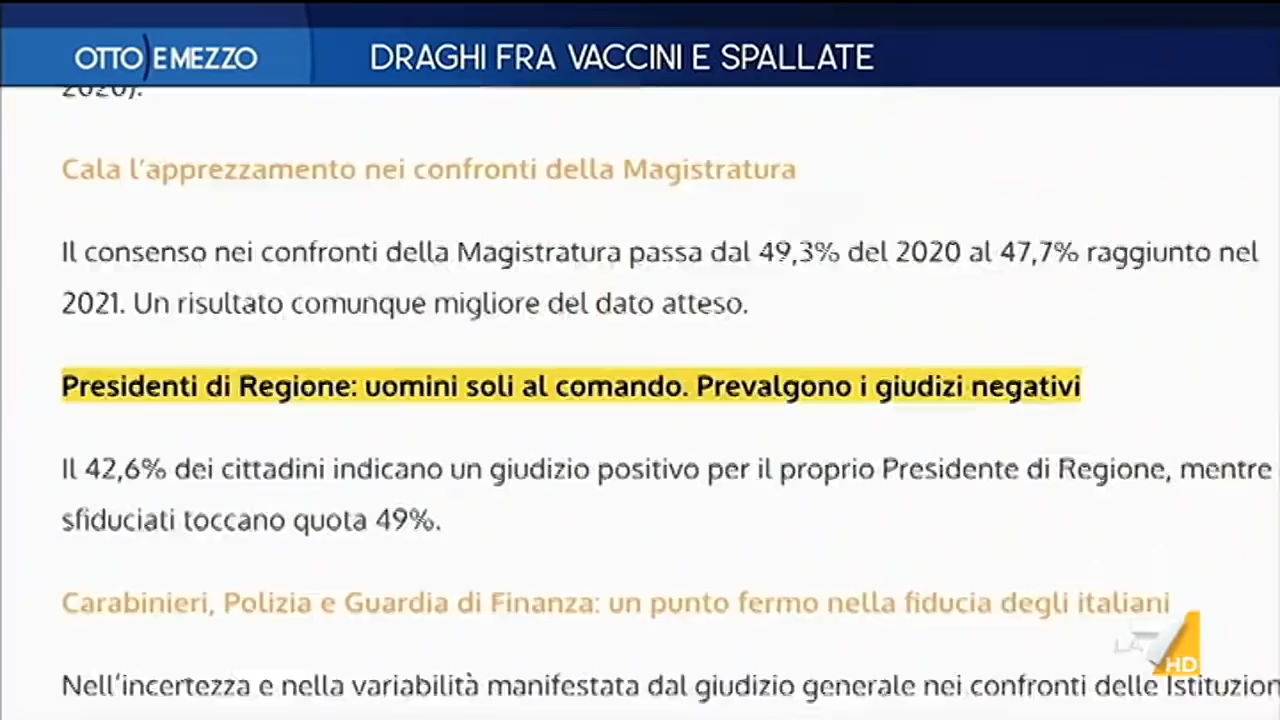 OTTO E MEZZO
DRAGHI FRA VACCINI E SPALLATE
2020).
Cala l'apprezzamento nei confronti della Magistratura
Il consenso nei confronti della Magistratura passa dal 49,3% del 2020 al 47,7% raggiunto nel
2021. Un risultato comunque migliore del dato atteso.
Presidenti di Regione: uomini soli al comando. Prevalgono i giudizi negativi
Il 42,6% dei cittadini indicano un giudizio positivo per il proprio Presidente di Regione, mentre
sfiduciati toccano quota 49%.
Carabinieri, Polizia e Guardia di Finanza: un punto fermo nella fiducia degli italiani
LA7
HD
Nell'incertezza e nella variabilità manifestata dal giudizio generale nei confronti delle Istituzion